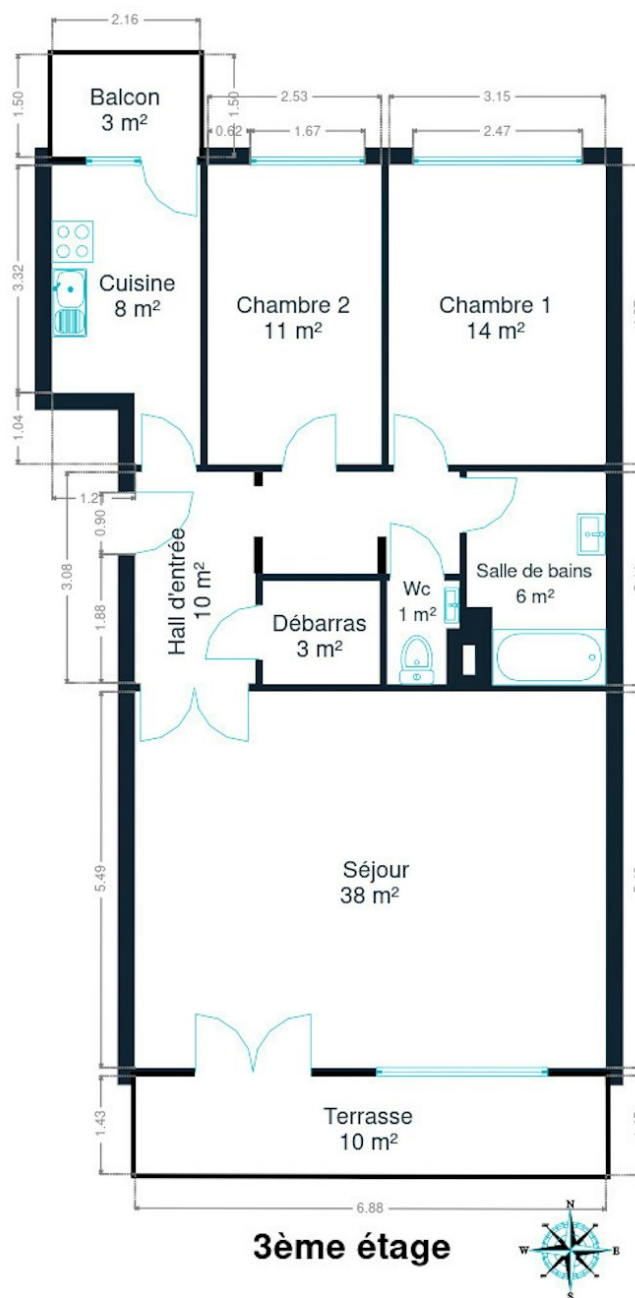 2.16
1.50
Balcon
3 m²
1.50
2.53
3.15
0.62
1.67
2.47
3.32
Cuisine
8 m²
Chambre 2
11 m²
Chambre 1
14 m²
1.04
0.90
3.08
1.88
Hall d'entrée
10 m²
Débarras
3 m²
Wc
1 m²
Salle de bains
6 m²
5.49
Séjour
38 m²
1.43
Terrasse
10 m²
6.88
3ème étage
N
W
E
S